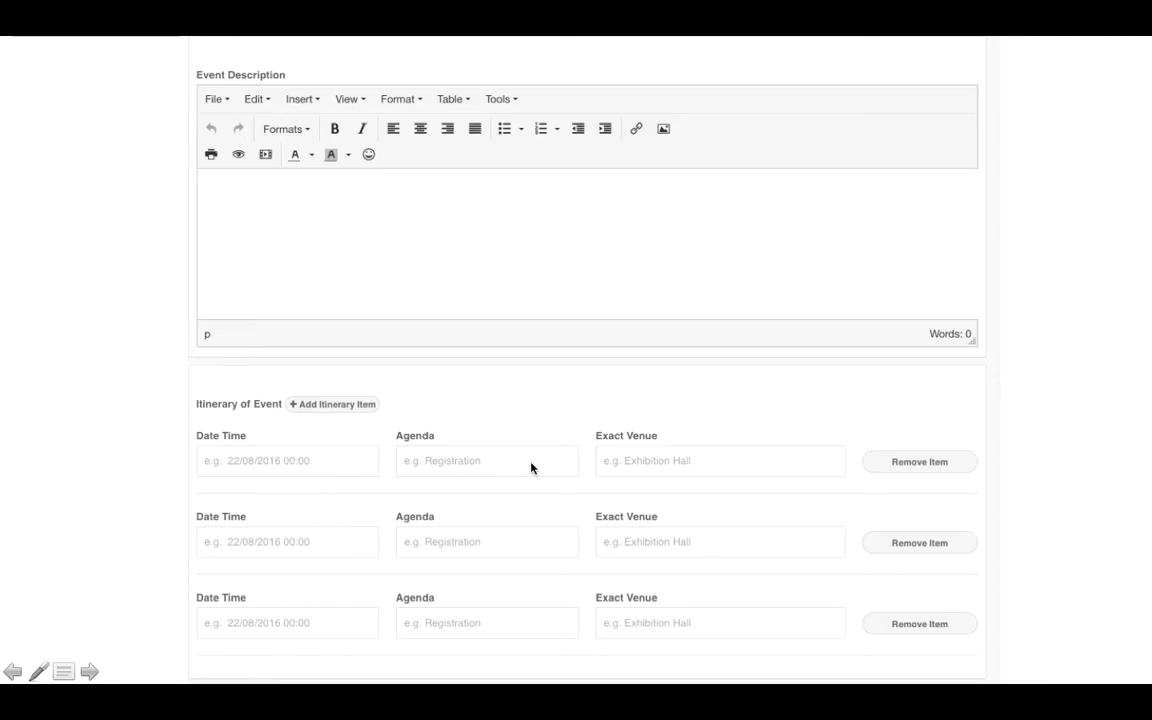 Event Description
File Edit Insert View Format Table Tools
Formats B I
A A
p Words: 0
Itinerary of Event + Add Itinerary Item
Date Time Agenda Exact Venue
e.g. 22/08/2016 00:00 e.g. Registration e.g. Exhibition Hall Remove Item
Date Time Agenda Exact Venue
e.g. 22/08/2016 00:00 e.g. Registration e.g. Exhibition Hall Remove Item
Date Time Agenda Exact Venue
e.g. 22/08/2016 00:00 e.g. Registration e.g. Exhibition Hall Remove Item